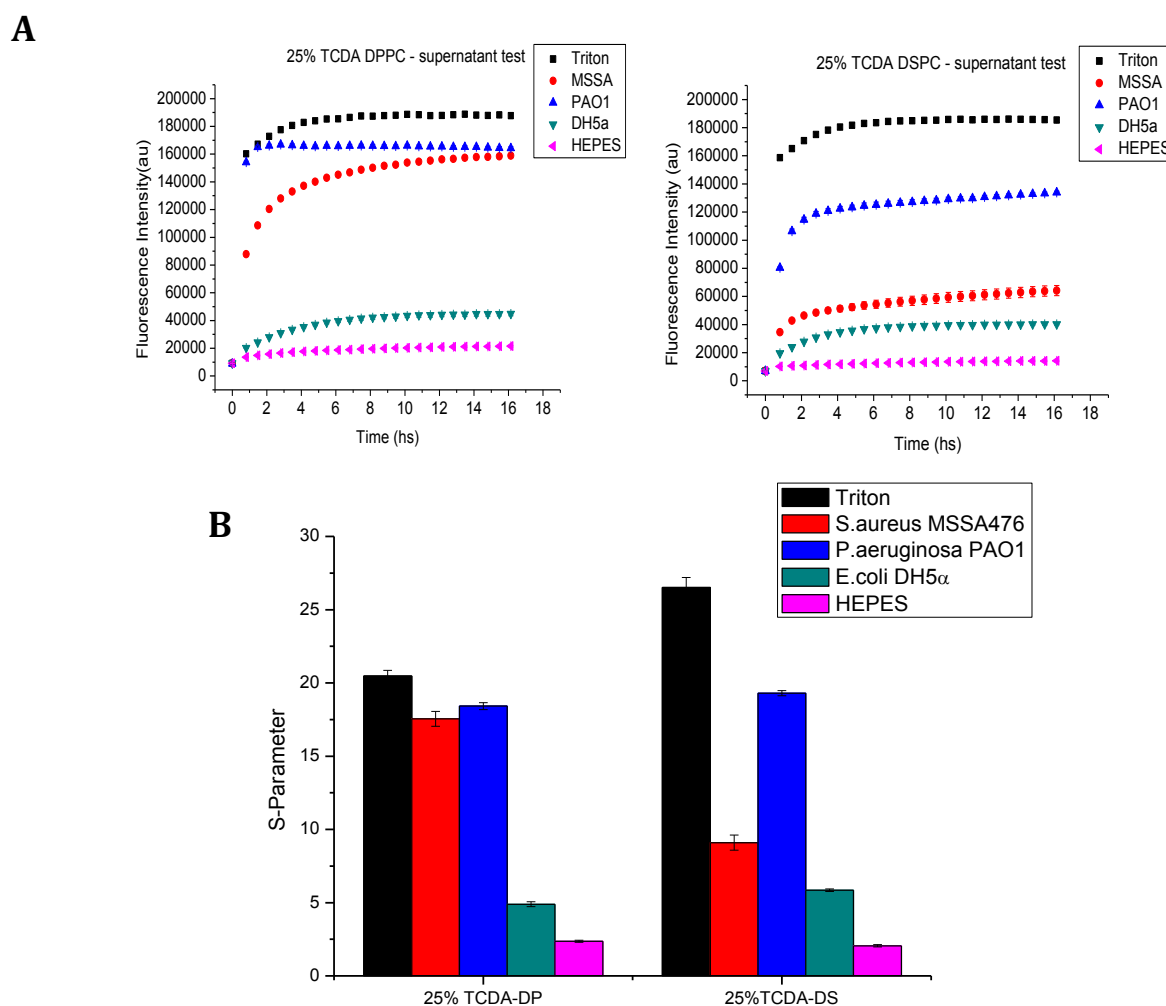 A
25% TCDA DPPC - supernatant test
Triton
MSSA
PAO1
DH5a
HEPES
200000
180000
160000
140000
120000
100000
80000
60000
40000
20000
0
Fluorescence Intensity(au)
0 2 4 6 8 10 12 14 16 18
Time (hs)
25% TCDA DSPC - supernatant test
Triton
MSSA
PAO1
DH5a
HEPES
200000
180000
160000
140000
120000
100000
80000
60000
40000
20000
0
Fluorescence Intensity (au)
0 2 4 6 8 10 12 14 16 18
Time (hs)
B
Triton
S.aureus MSSA476
P.aeruginosa PAO1
E.coli DH5α
HEPES
30
25
20
15
10
5
0
S-Parameter
25% TCDA-DP 25%TCDA-DS